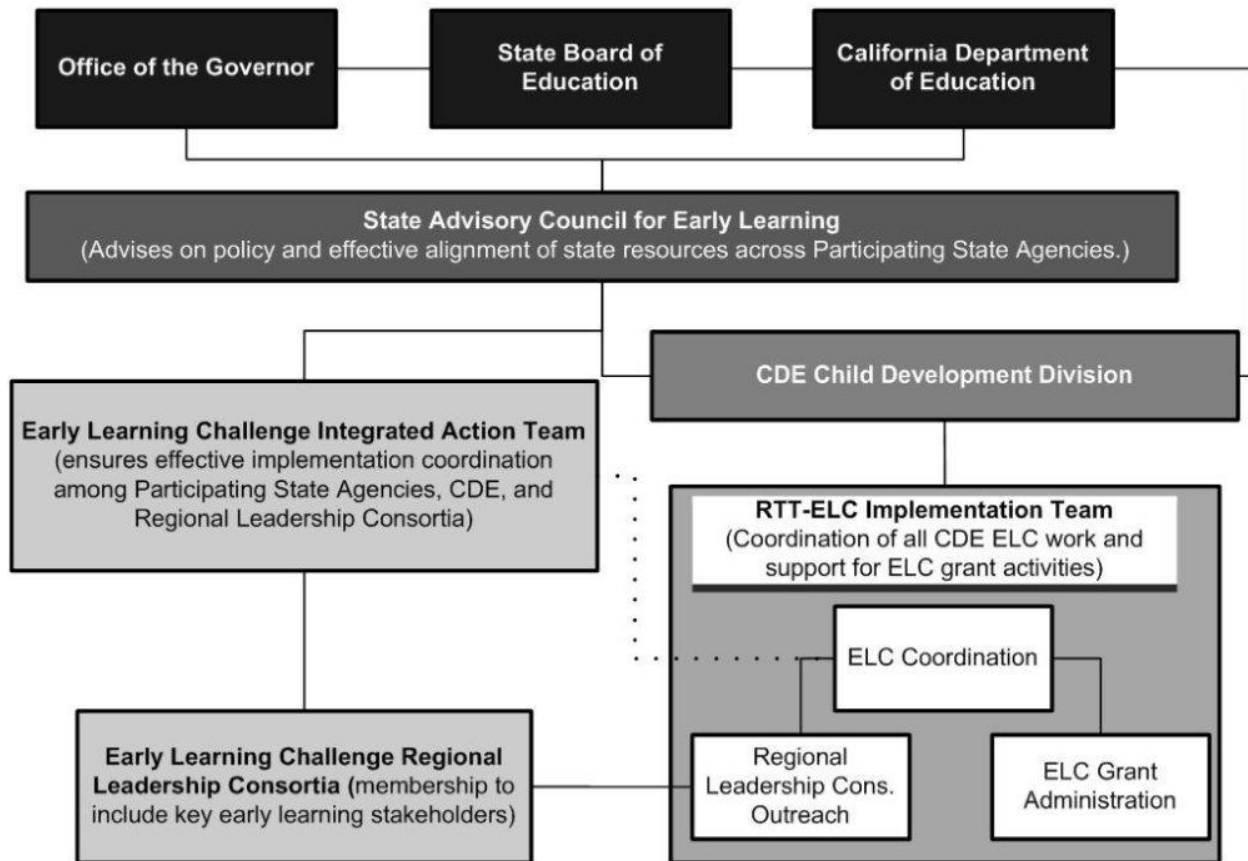 Office of the Governor
State Board of
Education
California Department
of Education
State Advisory Council for Early Learning
(Advises on policy and effective alignment of state resources across Participating State Agencies.)
CDE Child Development Division
Early Learning Challenge Integrated Action Team
(ensures effective implementation coordination
among Participating State Agencies, CDE, and
Regional Leadership Consortia)
RTT-ELC Implementation Team
(Coordination of all CDE ELC work and
support for ELC grant activities)
ELC Coordination
Early Learning Challenge Regional
Leadership Consortia (membership to
include key early learning stakeholders)
Regional
Leadership Cons.
Outreach
ELC Grant
Administration